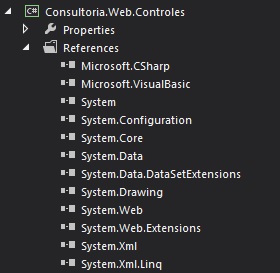 C# Consultoria.Web.Controles
Properties
References
Microsoft.CSharp
Microsoft.VisualBasic
System
System.Configuration
System.Core
System.Data
System.Data.DataSetExtensions
System.Drawing
System.Web
System.Web.Extensions
System.Xml
System.Xml.Linq